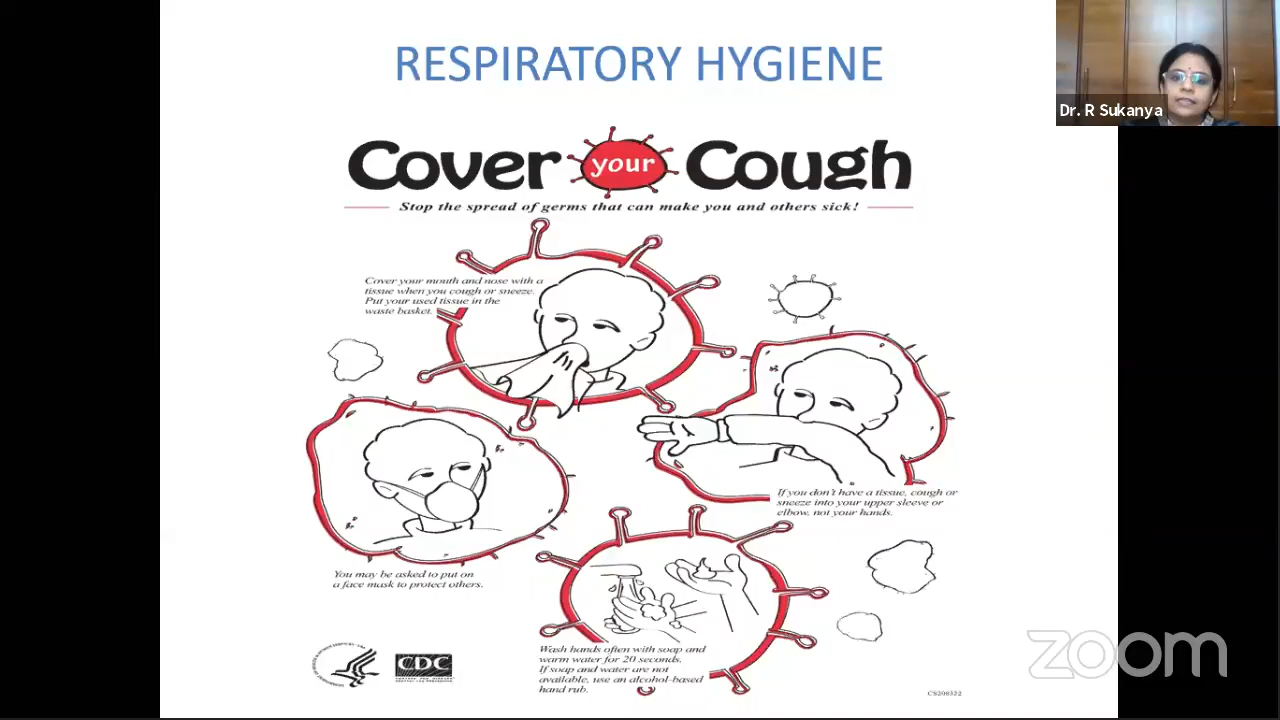 RESPIRATORY HYGIENE
Dr. R Sukanya
Cover your Cough
Stop the spread of germs that can make you and others sick!
Cover your mouth and nose with a
tissue when you cough or sneeze.
Put your used tissue in the
waste basket.
If you don't have a tissue, cough or
sneeze into your upper sleeve or
elbow, not your hands.
You may be asked to put on
a face mask to protect others.
Wash hands often with soap and
warm water for 20 seconds.
If soap and water are not
available, use an alcohol-based
hand rub.
CDC
zoom